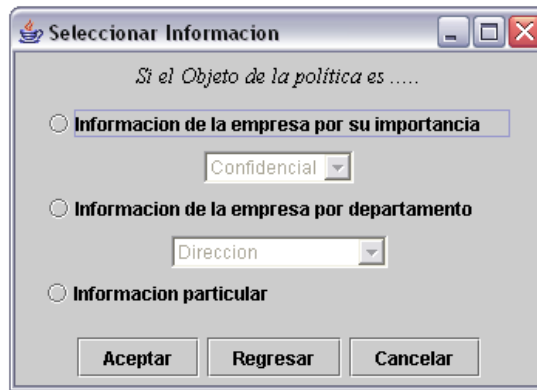 Seleccionar Informacion
Si el Objeto de la política es .....
Informacion de la empresa por su importancia
Confidencial
Informacion de la empresa por departamento
Direccion
Informacion particular
Aceptar Regresar Cancelar